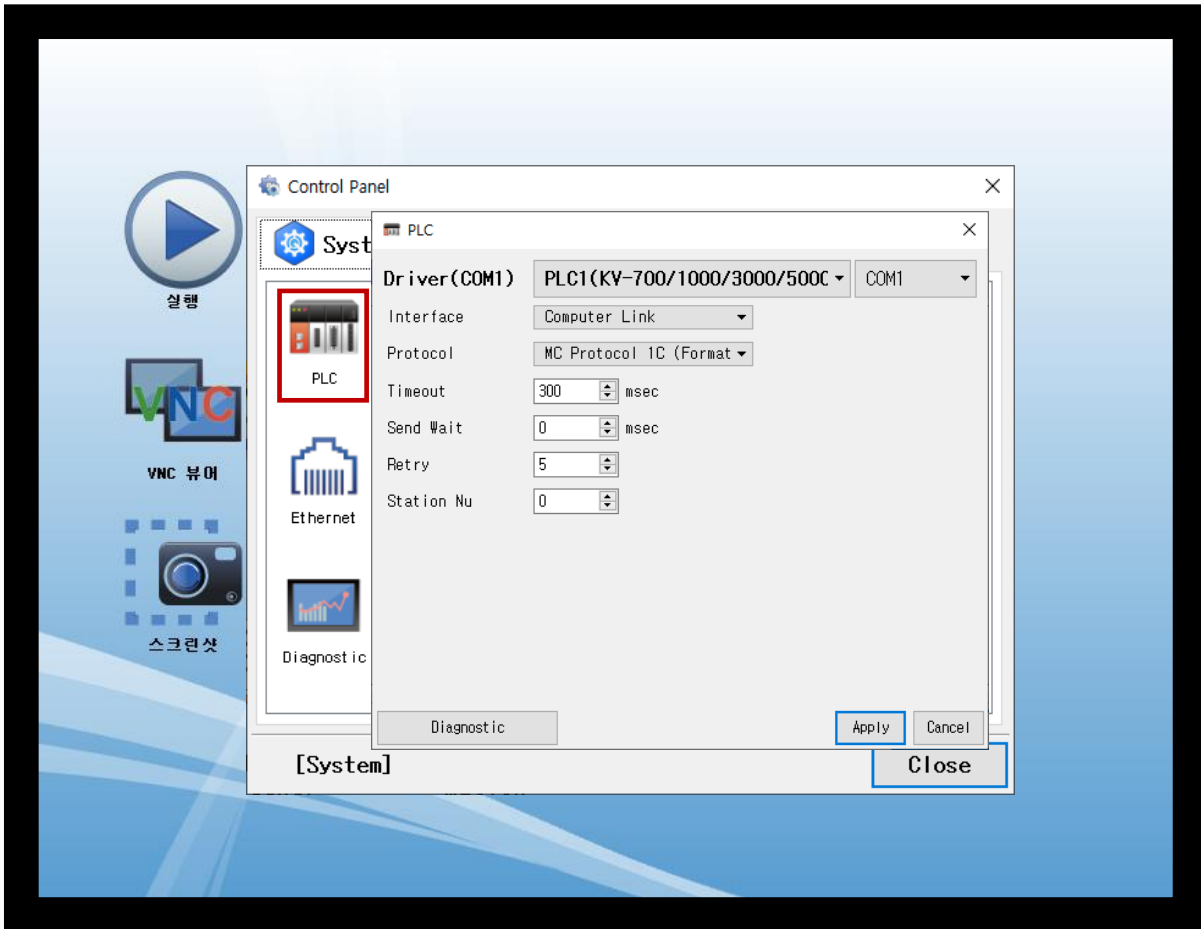 Control Panel
Syst
PLC
Driver(COM1)
PLC1(KV-700/1000/3000/500C
COM1
Interface
Computer Link
Protocol
MC Protocol 1C (Format
Timeout
300
msec
Send Wait
0
msec
Retry
5
Station Nu
0
Diagnostic
Apply
Cancel
PLC
Ethernet
Diagnostic
[System]
Close
실행
VNC
VNC 뷰어
스크린샷